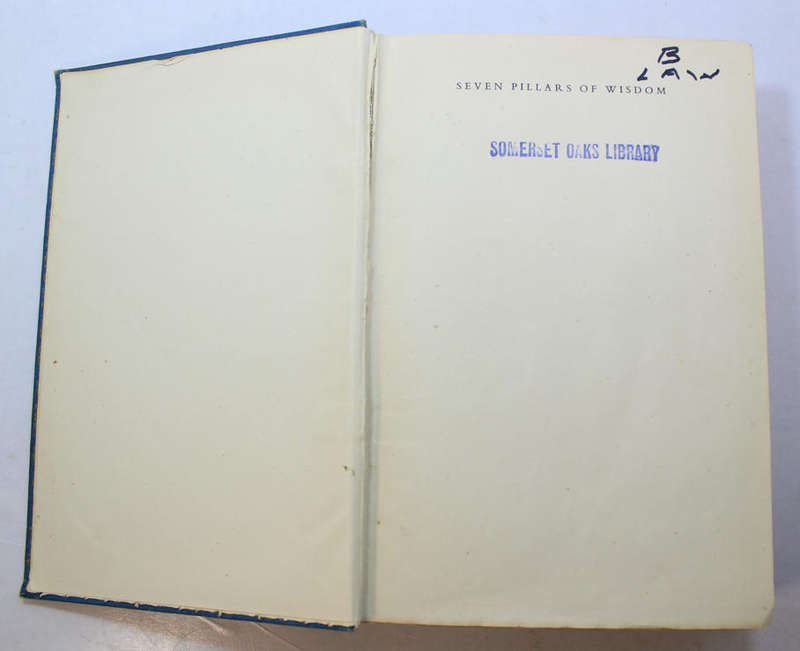 B
LAW
SEVEN PILLARS OF WISDOM
SOMERSET OAKS LIBRARY